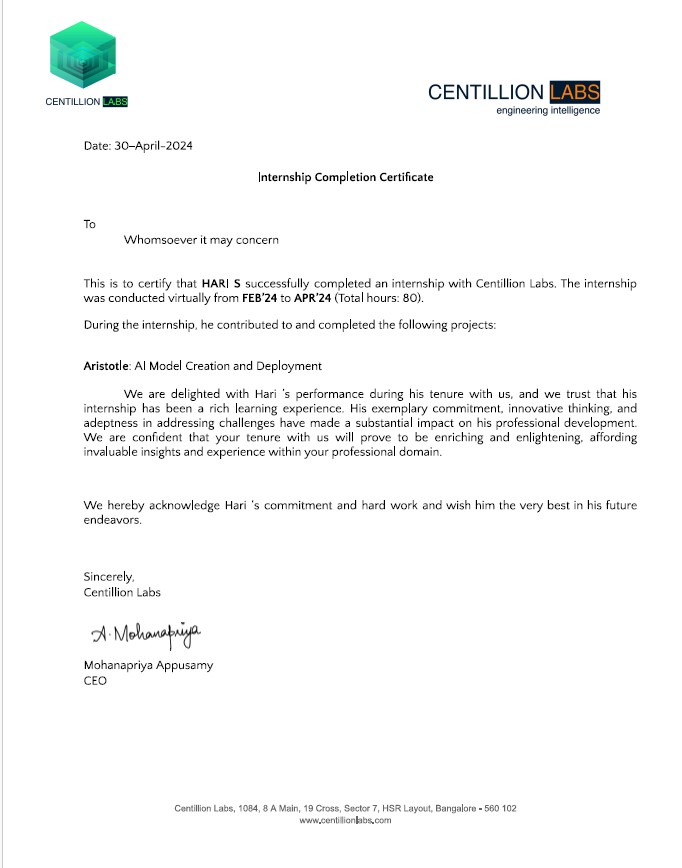 CENTILLION LABS
CENTILLION LABS
engineering intelligence
Date: 30–April-2024
Internship Completion Certificate
To
Whomsoever it may concern
This is to certify that HARI S successfully completed an internship with Centillion Labs. The internship
was conducted virtually from FEB'24 to APR'24 (Total hours: 80).
During the internship, he contributed to and completed the following projects:
Aristotle: AI Model Creation and Deployment
We are delighted with Hari 's performance during his tenure with us, and we trust that his
internship has been a rich learning experience. His exemplary commitment, innovative thinking, and
adeptness in addressing challenges have made a substantial impact on his professional development.
We are confident that your tenure with us will prove to be enriching and enlightening, affording
invaluable insights and experience within your professional domain.
We hereby acknowledge Hari 's commitment and hard work and wish him the very best in his future
endeavors.
Sincerely,
Centillion Labs
A. Mohanapriya
Mohanapriya Appusamy
CEO
Centillion Labs, 1084, 8 A Main, 19 Cross, Sector 7, HSR Layout, Bangalore - 560 102
www.centillionlabs.com